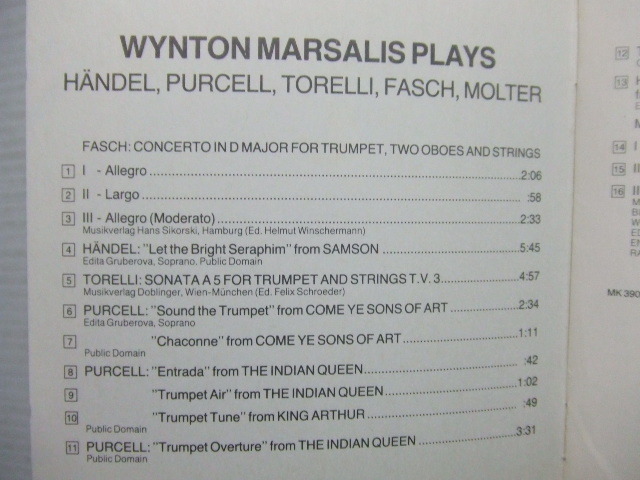 WYNTON MARSALIS PLAYS
HÄNDEL, PURCELL, TORELLI, FASCH, MOLTER
FASCH: CONCERTO IN D MAJOR FOR TRUMPET, TWO OBOES AND STRINGS
1 I - Allegro 2:06
2 II - Largo :58
3 III - Allegro (Moderato) 2:33
Musikverlag Hans Sikorski, Hamburg (Ed. Helmut Winschermann)
4 HÄNDEL: "Let the Bright Seraphim" from SAMSON 5:45
Edita Gruberova, Soprano, Public Domain
5 TORELLI: SONATA A 5 FOR TRUMPET AND STRINGS T.V. 3 4:57
Musikverlag Doblinger, Wien-München (Ed. Felix Schroeder)
6 PURCELL: "Sound the Trumpet" from COME YE SONS OF ART 2:34
Edita Gruberova, Soprano
7 "Chaconne" from COME YE SONS OF ART 1:11
Public Domain
8 PURCELL: "Entrada" from THE INDIAN QUEEN :42
9 "Trumpet Air" from THE INDIAN QUEEN 1:02
10 "Trumpet Tune" from KING ARTHUR :49
Public Domain
11 PURCELL: "Trumpet Overture" from THE INDIAN QUEEN 3:31
Public Domain
12
13
14 I
15 II
16 III
MK 390